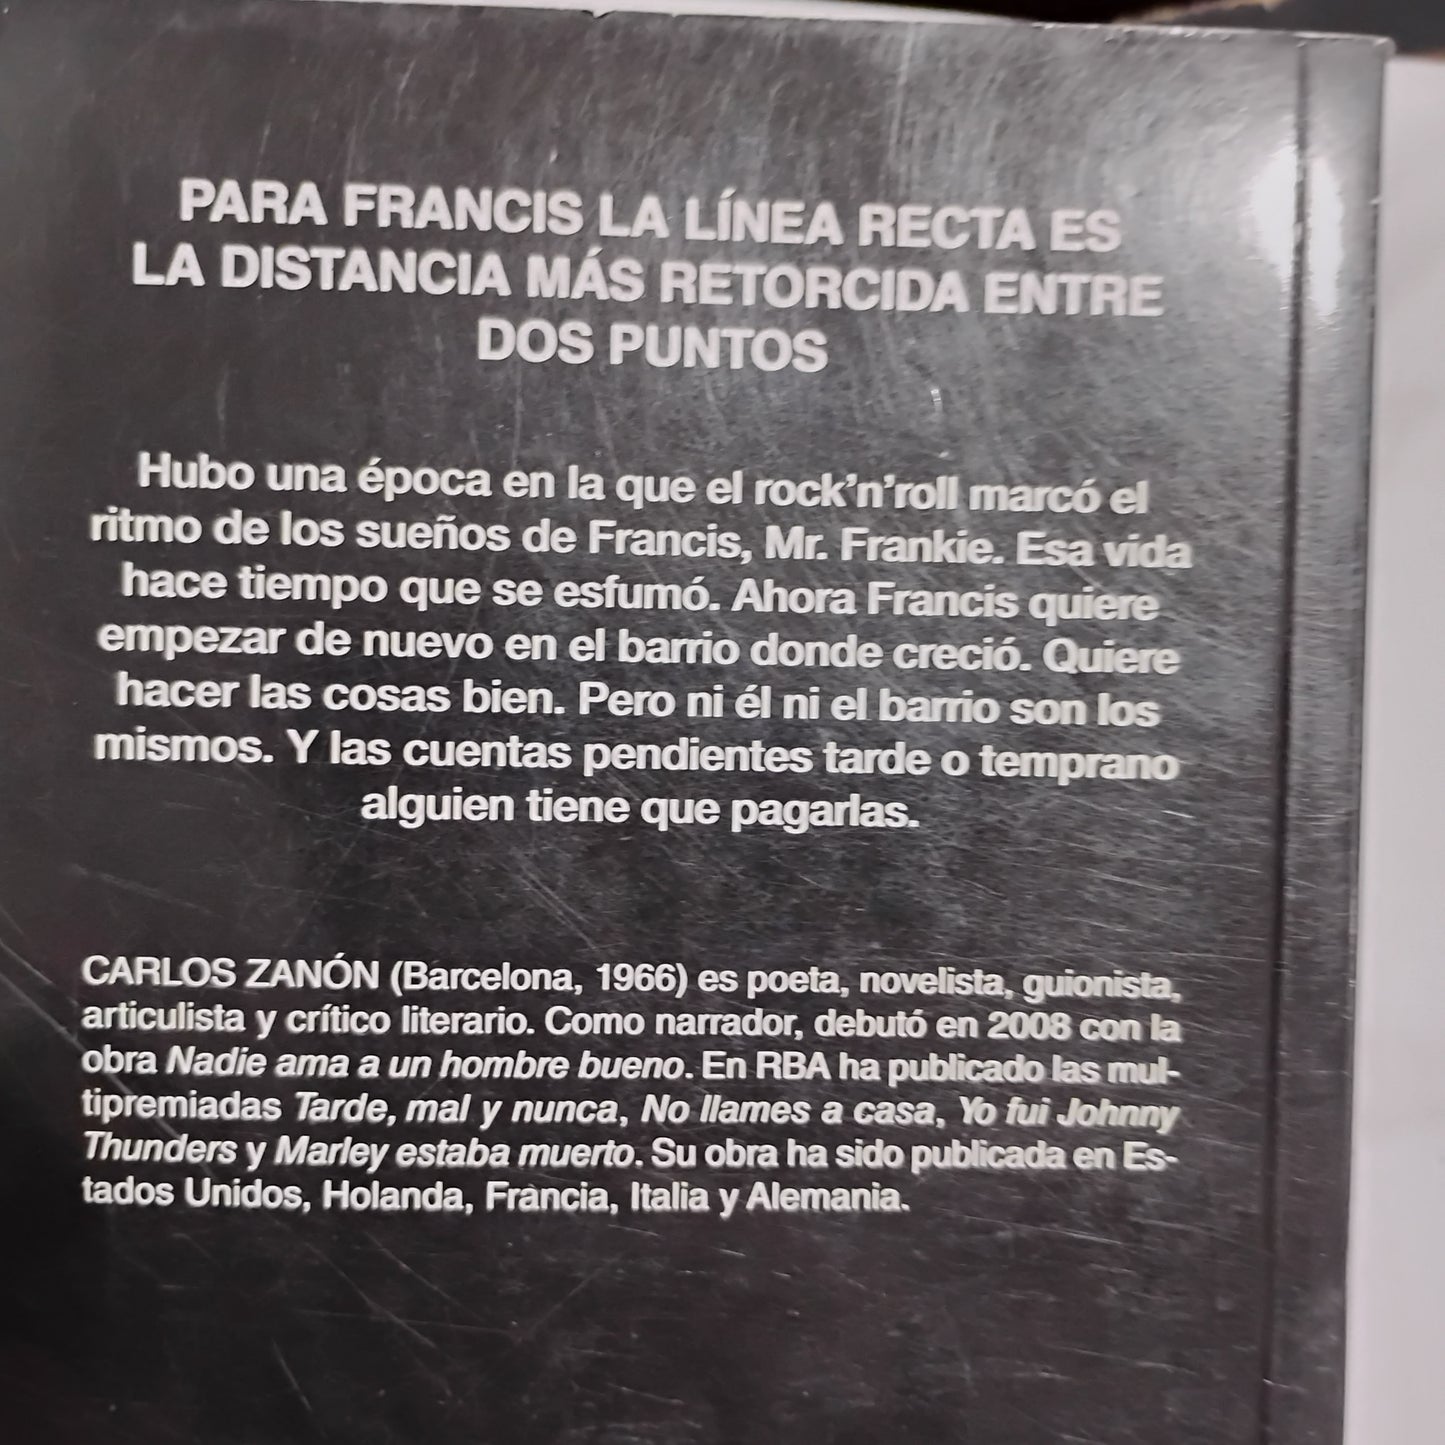 PARA FRANCIS LA LÍNEA RECTA ES
LA DISTANCIA MÁS RETORCIDA ENTRE
DOS PUNTOS
Hubo una época en la que el rock’n’roll marcó el
ritmo de los sueños de Francis, Mr. Frankie. Esa vida
hace tiempo que se esfumó. Ahora Francis quiere
empezar de nuevo en el barrio donde creció. Quiere
hacer las cosas bien. Pero ni él ni el barrio son los
mismos. Y las cuentas pendientes tarde o temprano
alguien tiene que pagarlas.
CARLOS ZANÓN (Barcelona, 1966) es poeta, novelista, guionista,
articulista y crítico literario. Como narrador, debutó en 2008 con la
obra Nadie ama a un hombre bueno. En RBA ha publicado las mul-
tipremiadas Tarde, mal y nunca, No llames a casa, Yo fui Johnny
Thunders y Marley estaba muerto. Su obra ha sido publicada en Es-
tados Unidos, Holanda, Francia, Italia y Alemania.